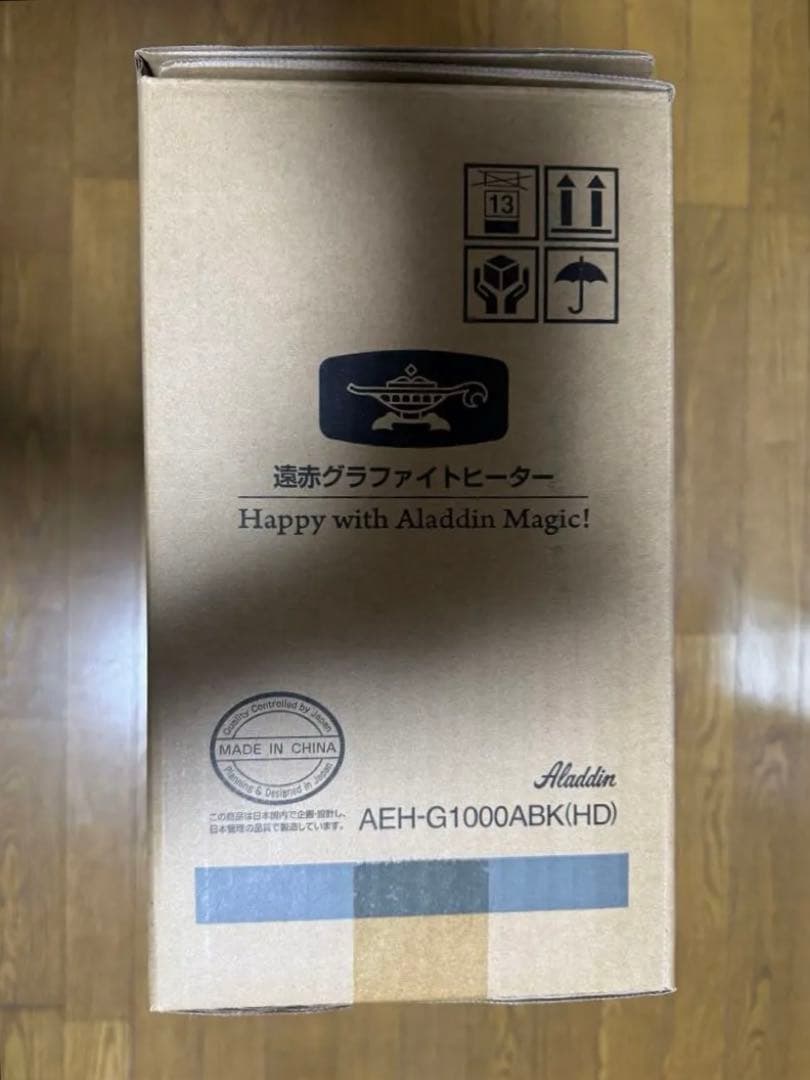 13
遠赤グラファイトヒーター
Happy with Aladdin Magic!
Quality Controlled by Japan
MADE IN CHINA
Planning & Designed in Japan
この商品は日本国内で企画・設計し、
日本管理の品質で製造しています。
Aladdin
AEH-G1000ABK(HD)